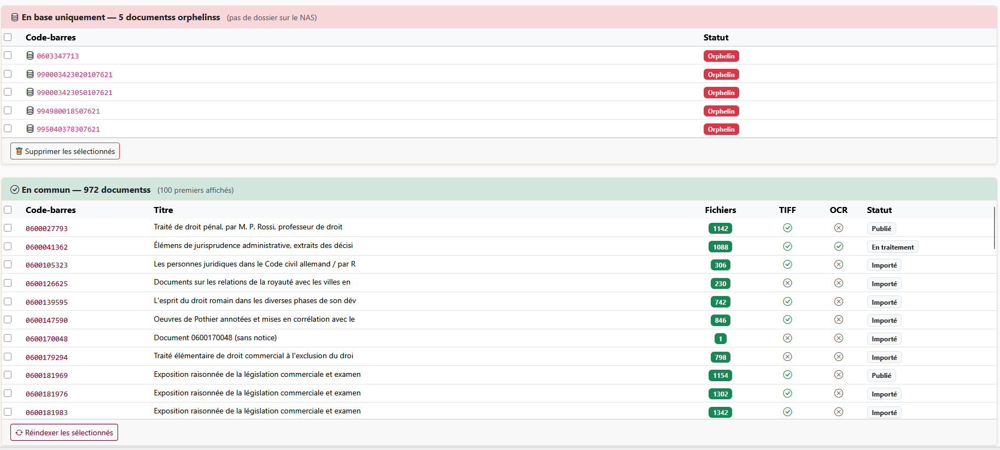 En base uniquement — 5 documentss orphelinss (pas de dossier sur le NAS)
Code-barres Statut
0603347713 Orphelin
990003423020107621 Orphelin
990003423050107621 Orphelin
994980018507621 Orphelin
995040378307621 Orphelin
Supprimer les sélectionnés
En commun — 972 documentss (100 premiers affichés)
Code-barres Titre Fichiers TIFF OCR Statut
0600027793 Traité de droit pénal, par M. P. Rossi, professeur de droit 1142 Publié
0600041362 Élémens de jurisprudence administrative, extraits des décisi 1088 En traitement
0600105323 Les personnes juridiques dans le Code civil allemand / par R 306 Importé
0600126625 Documents sur les relations de la royauté avec les villes en 230 Importé
0600139595 L'esprit du droit romain dans les diverses phases de son dév 742 Importé
0600147590 Oeuvres de Pothier annotées et mises en corrélation avec le 846 Importé
0600170048 Document 0600170048 (sans notice) 1 Importé
0600179294 Traité élémentaire de droit commercial à l'exclusion du droi 798 Importé
0600181969 Exposition raisonnée de la législation commerciale et examen 1154 Publié
0600181976 Exposition raisonnée de la législation commerciale et examen 1302 Importé
0600181983 Exposition raisonnée de la législation commerciale et examen 1342 Importé
Réindexer les sélectionnés